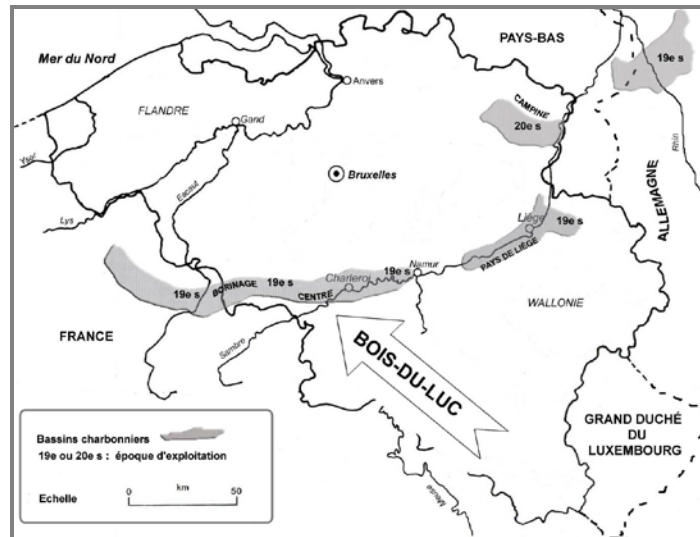 PAYS-BAS
19e s
Mer du Nord
Anvers
FLANDRE
CAMPINE
20e s
Gand
Rhin
Yser
Bruxelles
ALLEMAGNE
Escaut
Lys
Liége
19e s
PAYS DE LIÉGE
Namur
19e s
Charleroi
19e s
BORINAGE
19e s
CENTRE
WALLONIE
FRANCE
Sambre
BOIS-DU-LUC
GRAND DUCHÉ
DU
LUXEMBOURG
Meuse
Bassins charbonniers
19e ou 20e s : époque d'exploitation
km
Echelle
0
50